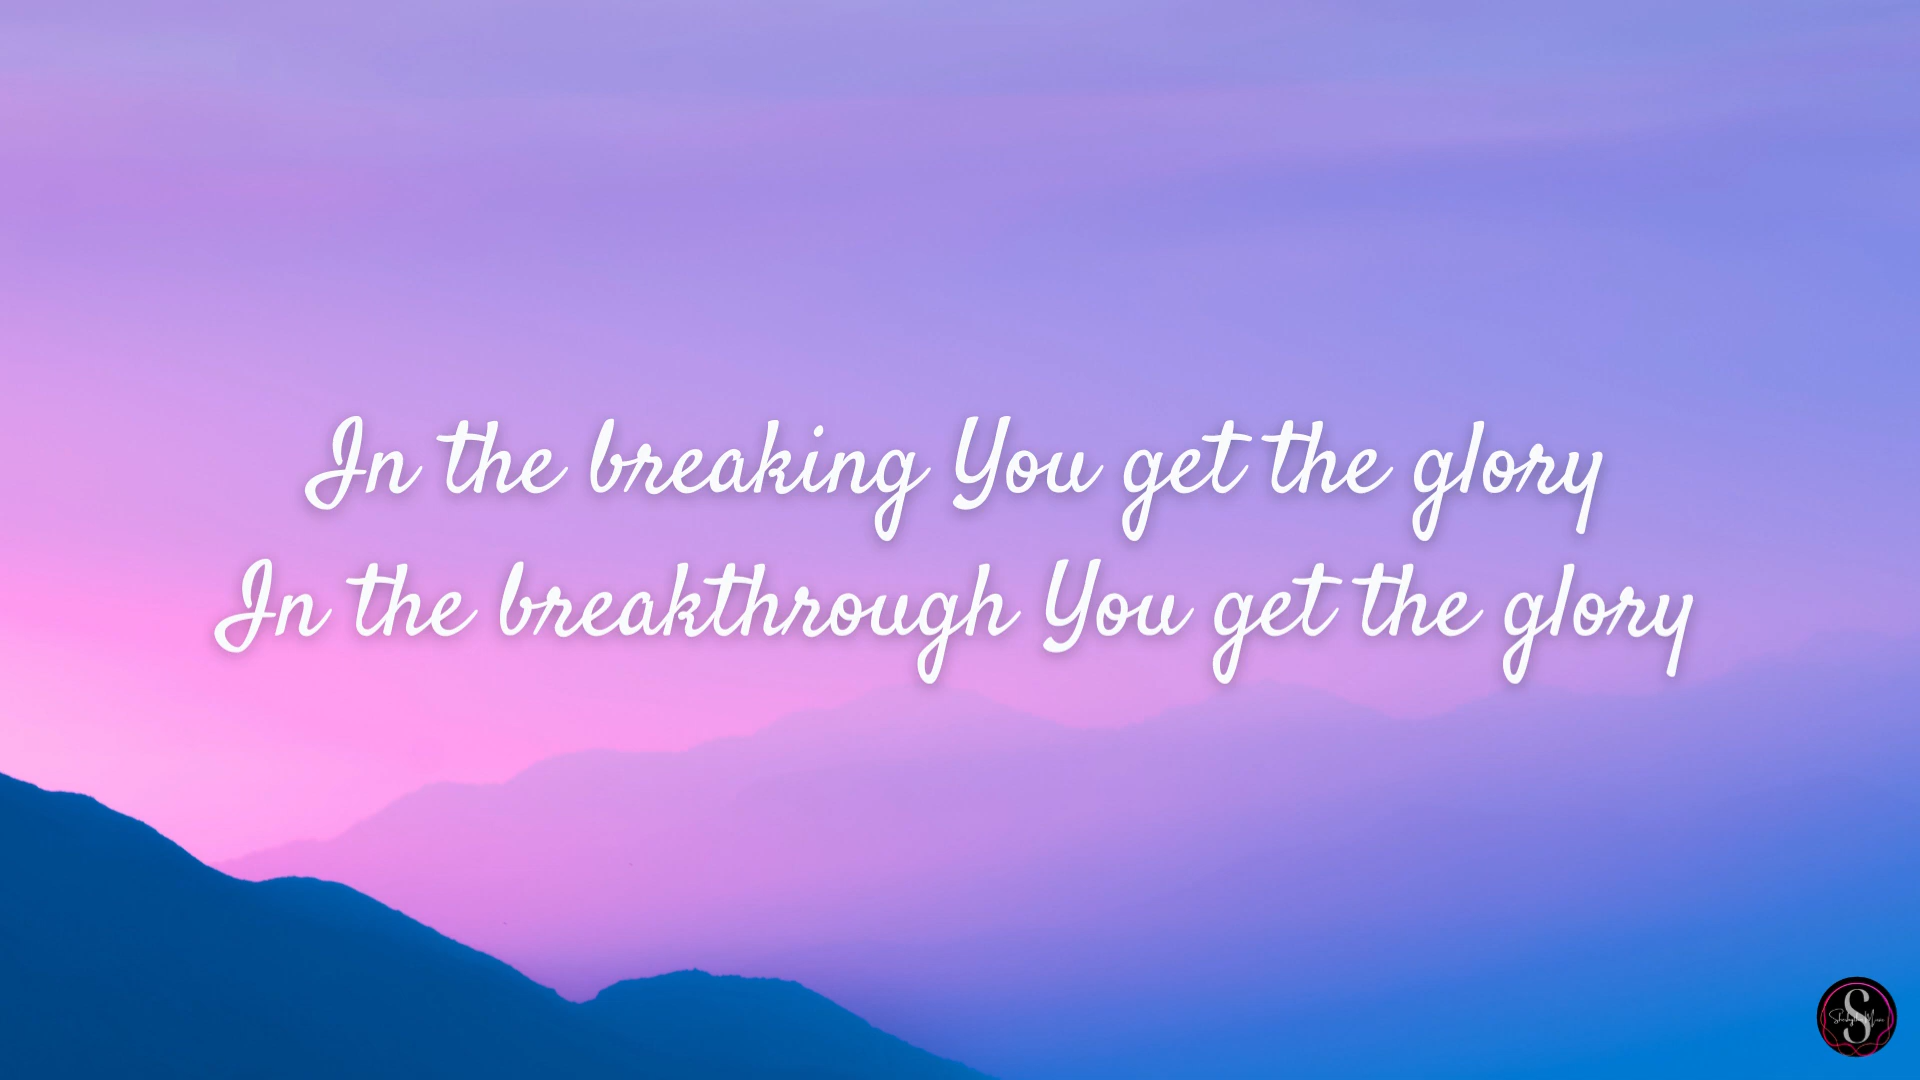 In the breaking You get the glory
In the breakthrough You get the glory
S